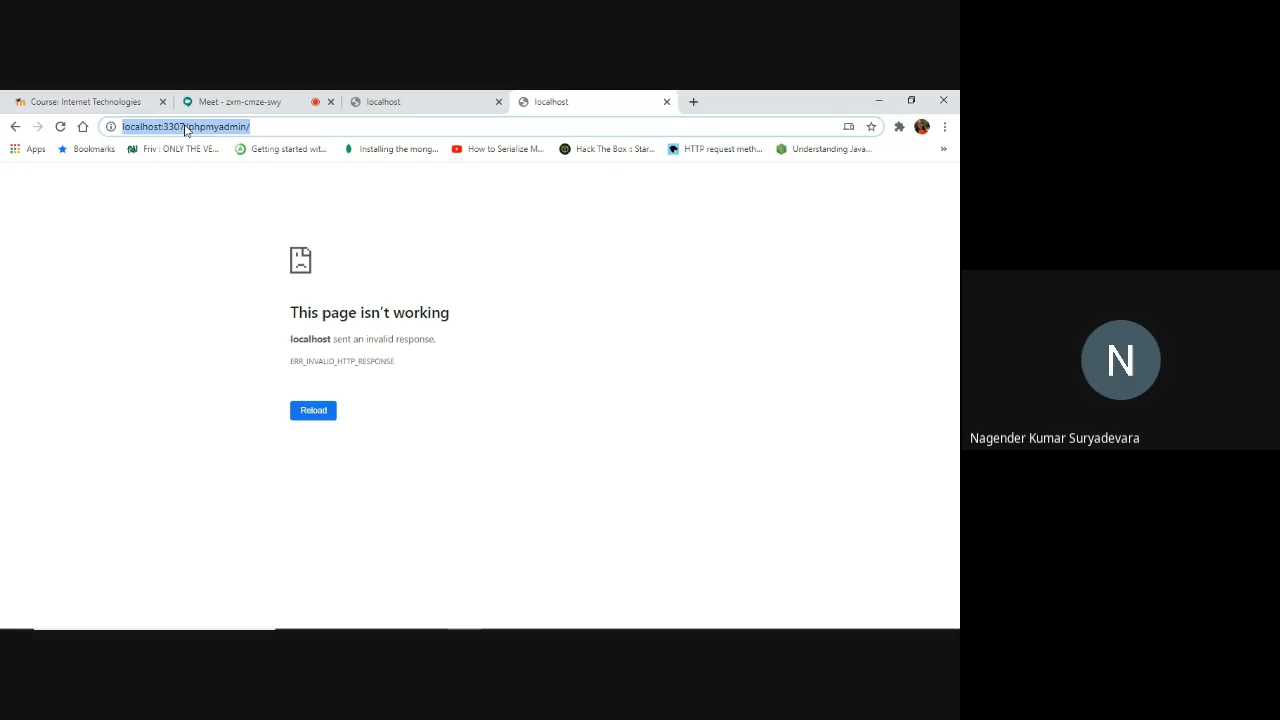 Course: Internet Technologies
Meet - zxm-cmze-swy
localhost
localhost
localhost:3307/phpmyadmin/
Apps
Bookmarks
Friv : ONLY THE VE...
Getting started wit...
Installing the mong...
How to Serialize M...
Hack The Box :: Star...
HTTP request meth...
Understanding Java...
»
This page isn't working
localhost sent an invalid response.
ERR_INVALID_HTTP_RESPONSE
Reload
N
Nagender Kumar Suryadevara